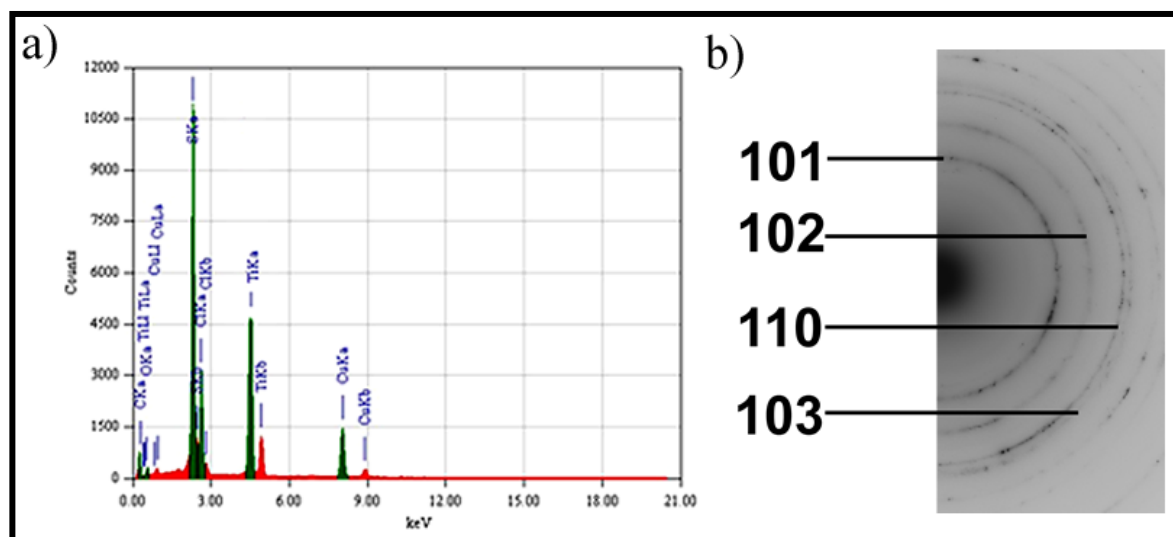 a)
12000
10500
9000
7500
6000
4500
3000
1500
0
Counts
CKa
OKa
TiLl
TiLa
CuLl
CuLa
SKa
ClKa
ClKb
TiKa
TiKb
CuKa
CuKb
0.00 3.00 6.00 9.00 12.00 15.00 18.00 21.00
keV
b)
101
102
110
103